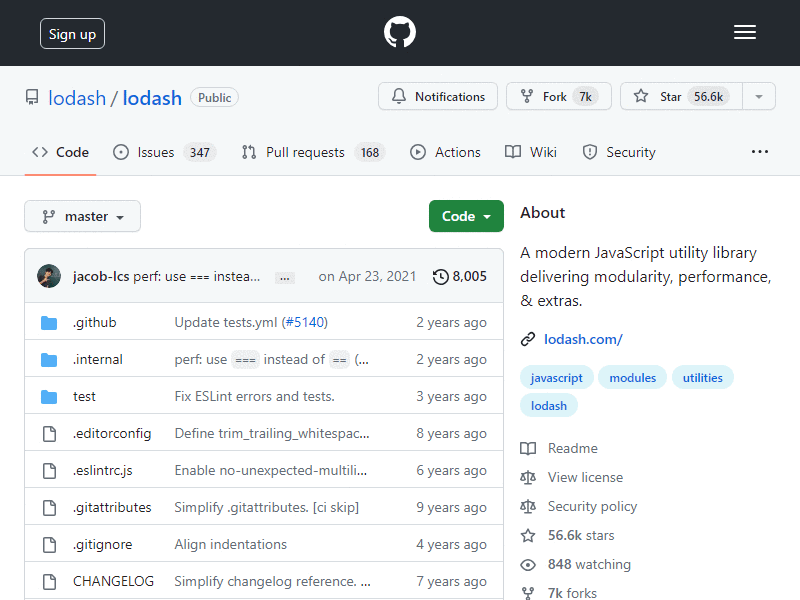 Sign up
lodash / lodash Public
Notifications Fork 7k Star 56.6k
Code Issues 347 Pull requests 168 Actions Wiki Security ...
master Code
jacob-lcs perf: use === instea... ... on Apr 23, 2021 8,005
.github Update tests.yml (#5140) 2 years ago
.internal perf: use === instead of == (... 2 years ago
test Fix ESLint errors and tests. 3 years ago
.editorconfig Define trim_trailing_whitespac... 8 years ago
.eslintrc.js Enable no-unexpected-multili... 6 years ago
.gitattributes Simplify .gitattributes. [ci skip] 9 years ago
.gitignore Align indentations 4 years ago
CHANGELOG Simplify changelog reference. ... 7 years ago
About
A modern JavaScript utility library
delivering modularity, performance,
& extras.
lodash.com/
javascript modules utilities
lodash
Readme
View license
Security policy
56.6k stars
848 watching
7k forks